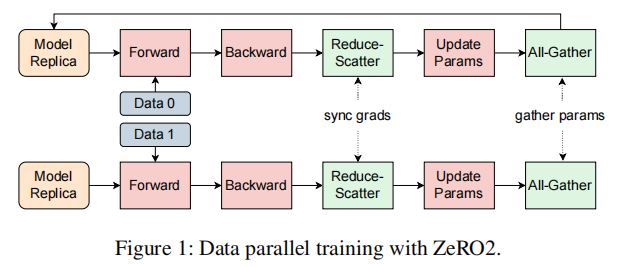 Model
Replica
Forward
Backward
Reduce-
Scatter
Update
Params
All-Gather
Data 0
Data 1
sync grads
gather params
Model
Replica
Forward
Backward
Reduce-
Scatter
Update
Params
All-Gather
Figure 1: Data parallel training with ZeRO2.